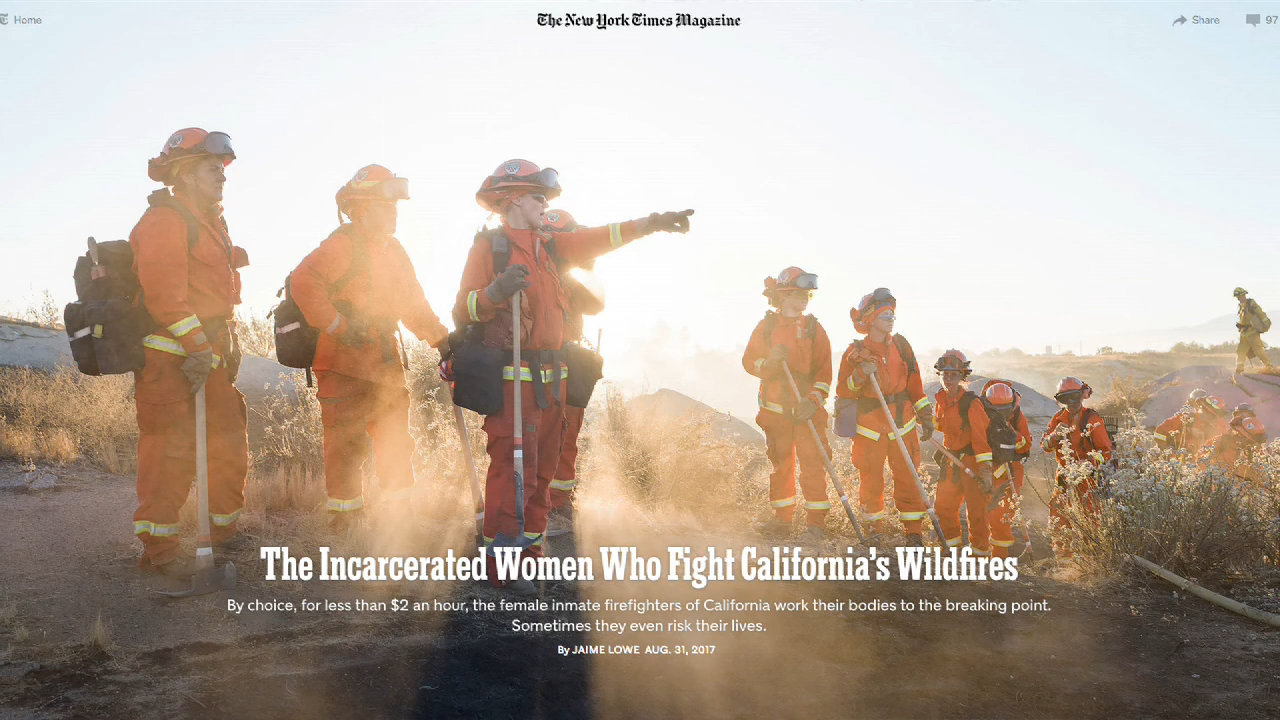 Home
The New York Times Magazine
Share
97
The Incarcerated Women Who Fight California's Wildfires
By choice, for less than $2 an hour, the female inmate firefighters of California work their bodies to the breaking point.
Sometimes they even risk their lives.
By JAIME LOWE AUG. 31, 2017